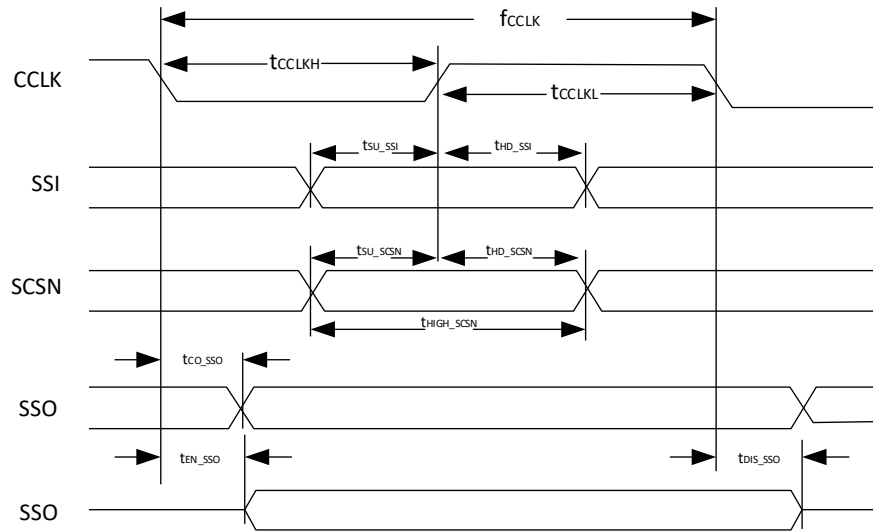 fCCLK
CCLK
tCCLKH
tCCLKL
tSU_SSI
tHD_SSI
SSI
tSU_SCSN
tHD_SCSN
SCSN
tHIGH_SCSN
tCO_SSO
SSO
tEN_SSO
tDIS_SSO
SSO